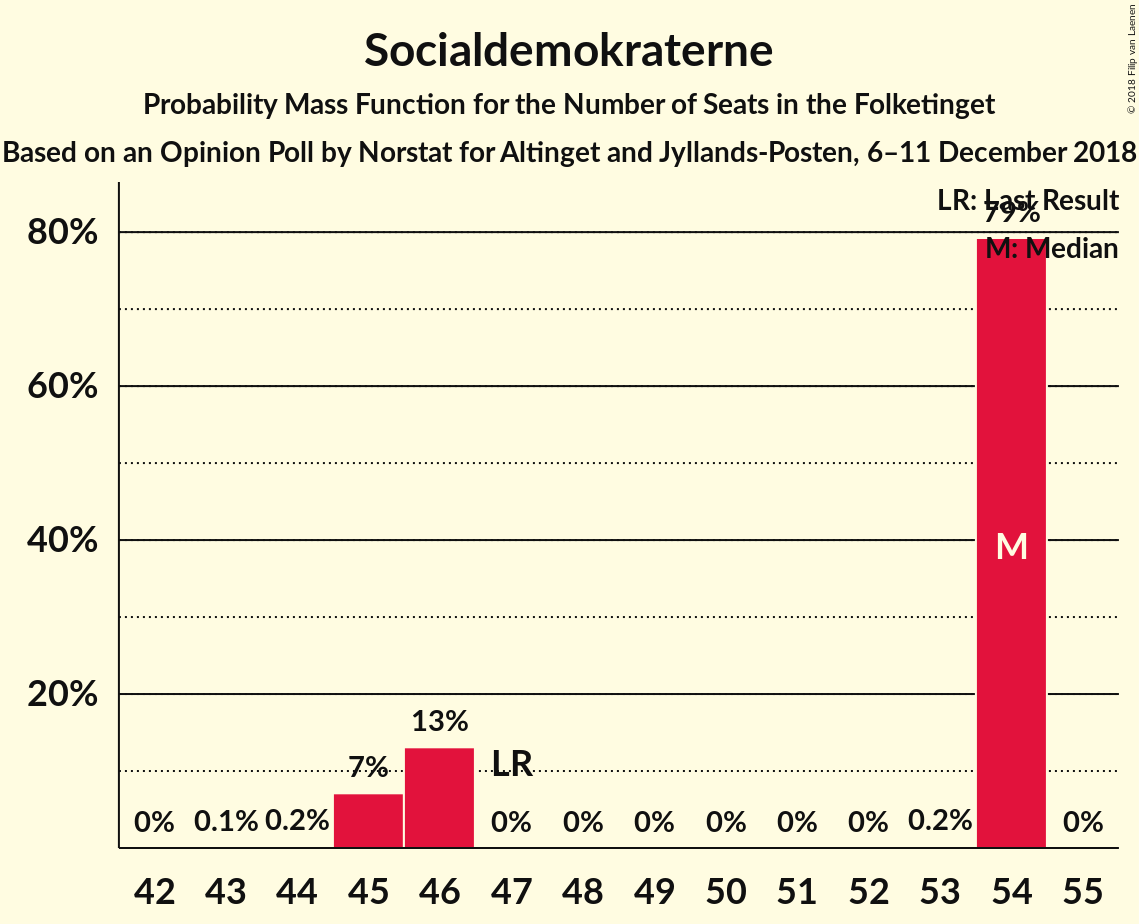 Socialdemokraterne
Probability Mass Function for the Number of Seats in the Folketinget
Based on an Opinion Poll by Norstat for Altinget and Jyllands-Posten, 6–11 December 2018
© 2018 Filip van Laenen
LR: Last Result
M: Median
80%
60%
40%
20%
0% 0.1% 0.2% 7% 13% LR 0% 0% 0% 0% 0% 0% 0.2% 79% M 0%
42 43 44 45 46 47 48 49 50 51 52 53 54 55